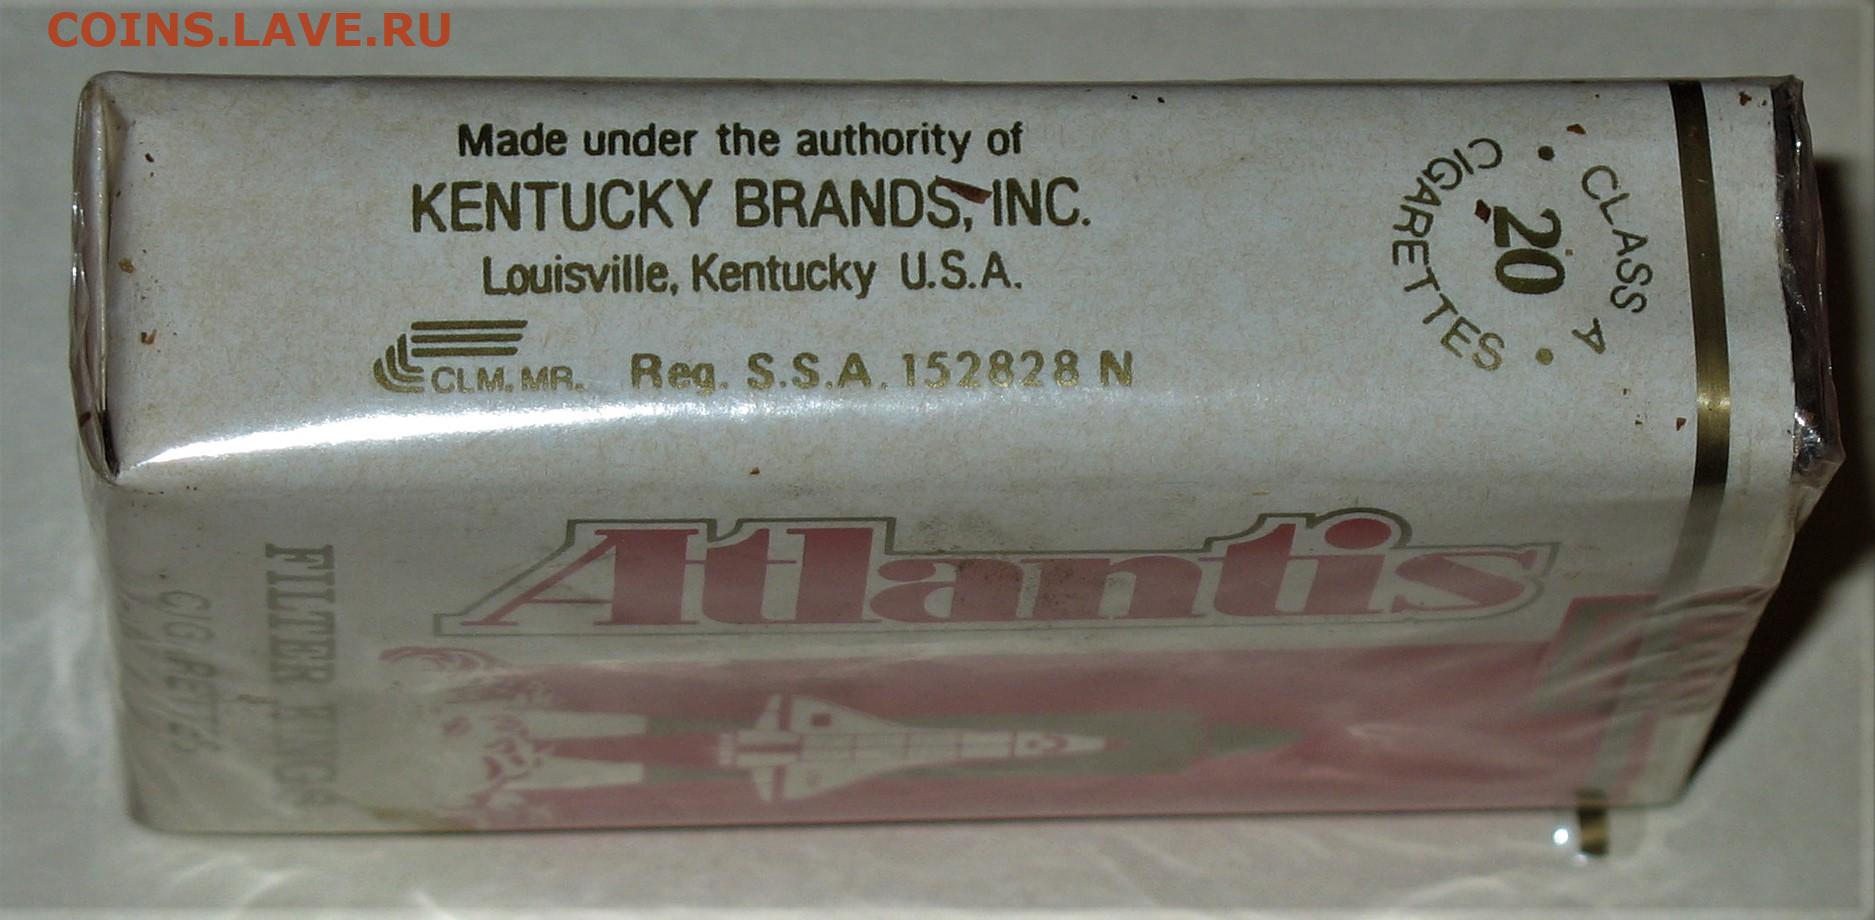 COINS.LAVE.RU
Made under the authority of
KENTUCKY BRANDS, INC.
Louisville, Kentucky U.S.A.
CLM. MR. Reg. S.S.A. 152828 N
CLASS A
20
CIGARETTES
Atlantis
FILTER KINGS
CIGARETTES